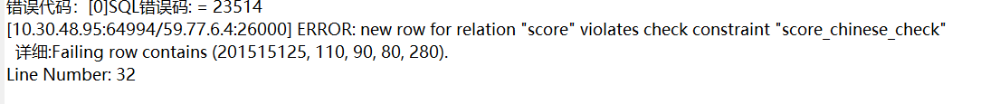 错误代码：[0]SQL错误码: = 23514
[10.30.48.95:64994/59.77.6.4:26000] ERROR: new row for relation "score" violates check constraint "score_chinese_check"
详细:Failing row contains (201515125, 110, 90, 80, 280).
Line Number: 32